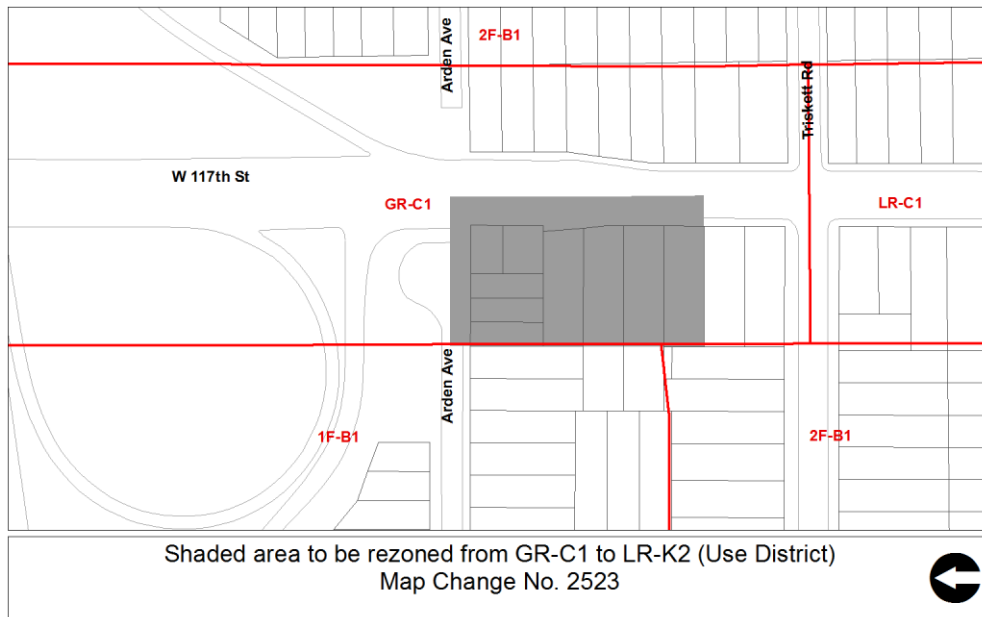 2F-B1
Arden Ave
Triskett Rd
W 117th St
GR-C1
LR-C1
Arden Ave
1F-B1
2F-B1
Shaded area to be rezoned from GR-C1 to LR-K2 (Use District)
Map Change No. 2523